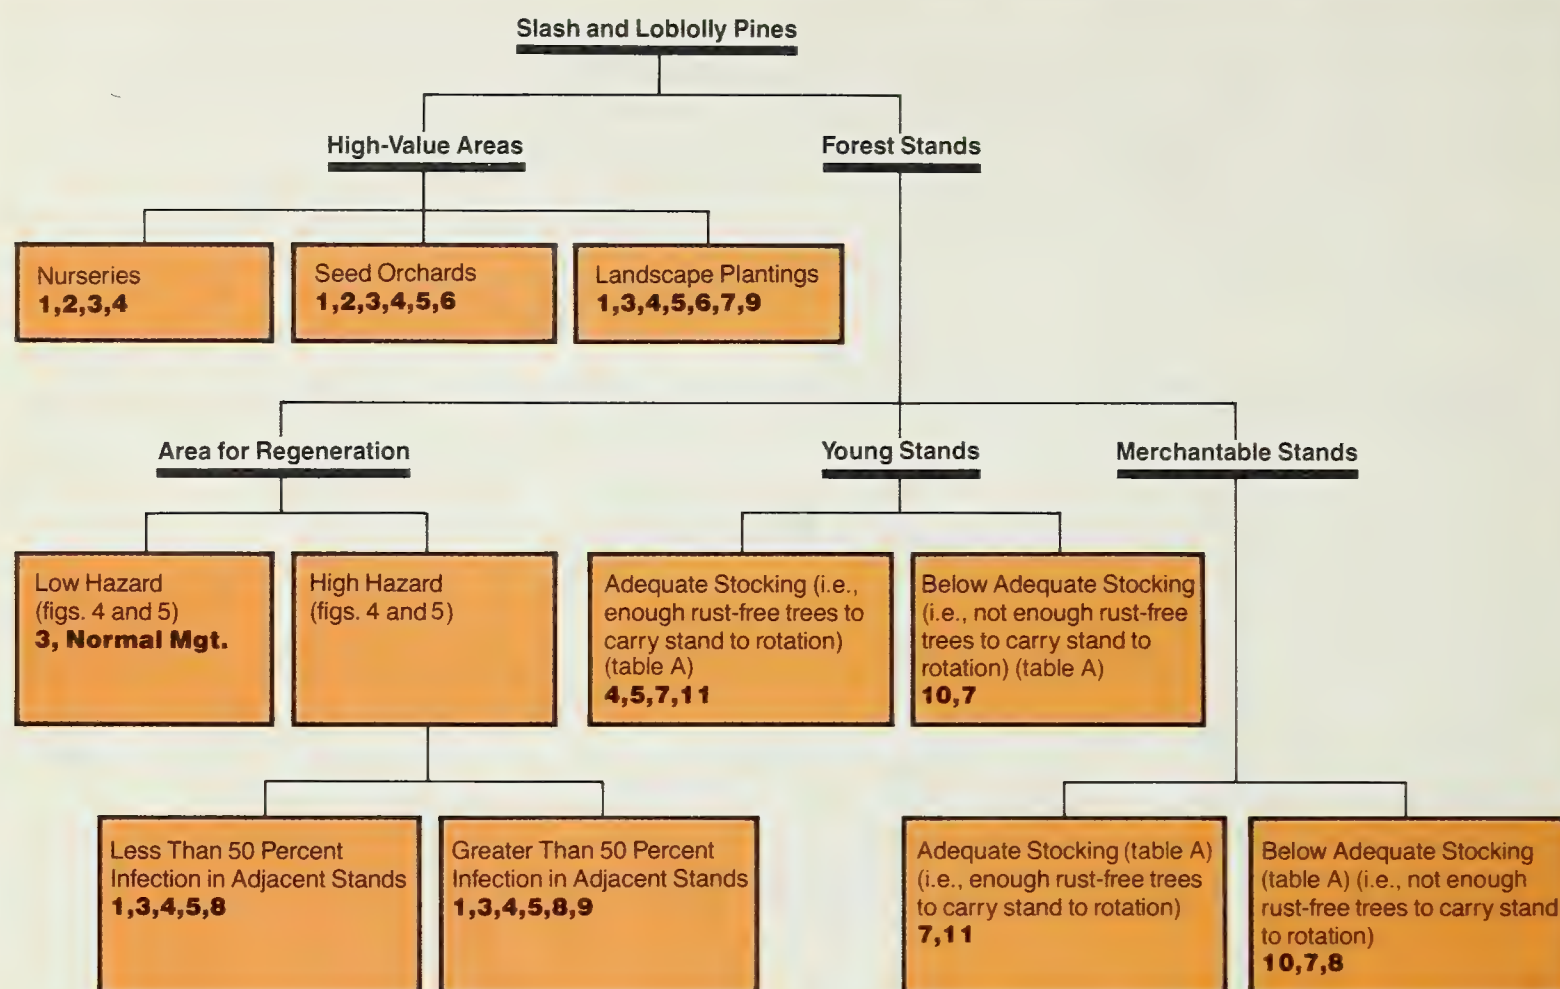 Slash and Loblolly Pines
High-Value Areas
Forest Stands
Nurseries
1,2,3,4
Seed Orchards
1,2,3,4,5,6
Landscape Plantings
1,3,4,5,6,7,9
Area for Regeneration
Young Stands
Merchantable Stands
Low Hazard
(figs. 4 and 5)
3, Normal Mgt.
High Hazard
(figs. 4 and 5)
Adequate Stocking (i.e.,
enough rust-free trees to
carry stand to rotation)
(table A)
4,5,7,11
Below Adequate Stocking
(i.e., not enough rust-free
trees to carry stand to
rotation) (table A)
10,7
Less Than 50 Percent
Infection in Adjacent Stands
1,3,4,5,8
Greater Than 50 Percent
Infection in Adjacent Stands
1,3,4,5,8,9
Adequate Stocking (table A)
(i.e., enough rust-free trees
to carry stand to rotation)
7,11
Below Adequate Stocking
(table A) (i.e., not enough
rust-free trees to carry stand
to rotation)
10,7,8